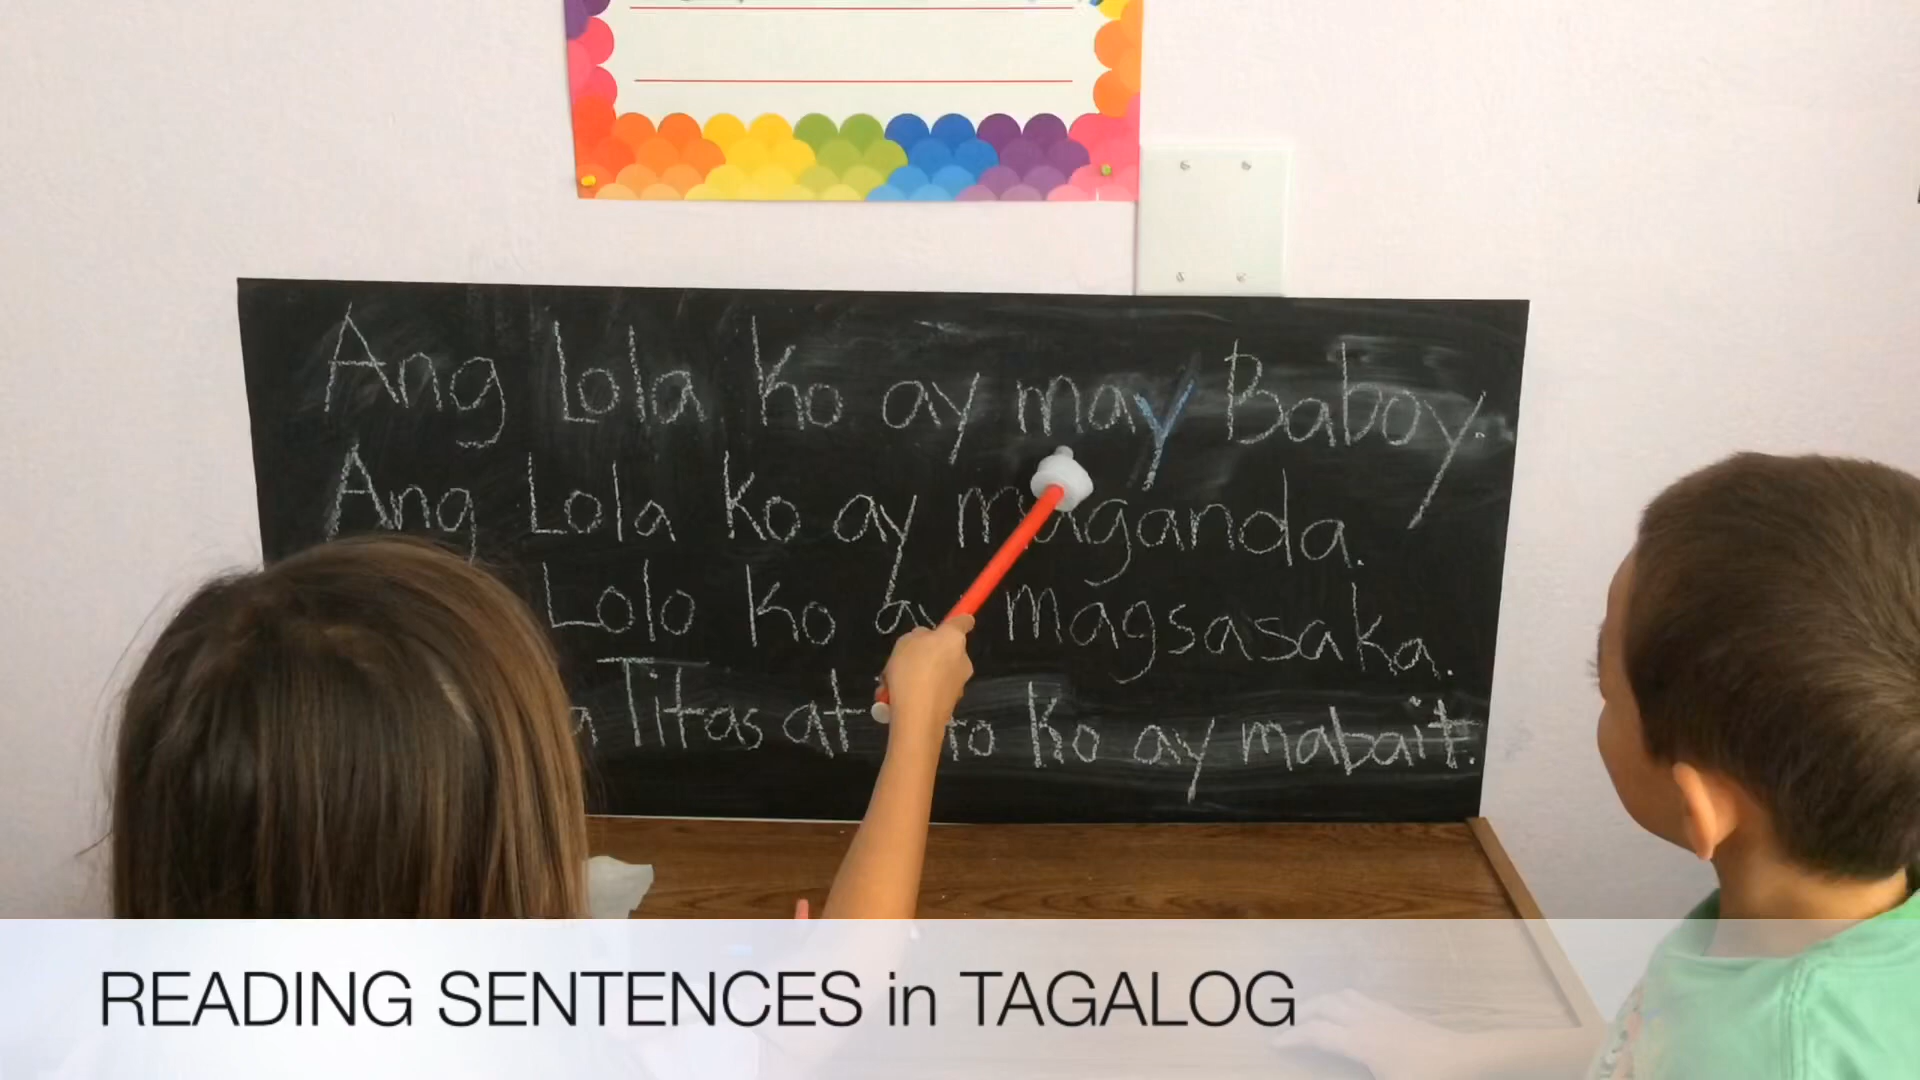 Ang Lola ko ay may Baboy.
Ang Lola ko ay maganda.
Lolo ko ay magsasaka.
Titas at ko ay mabait.
READING SENTENCES in TAGALOG